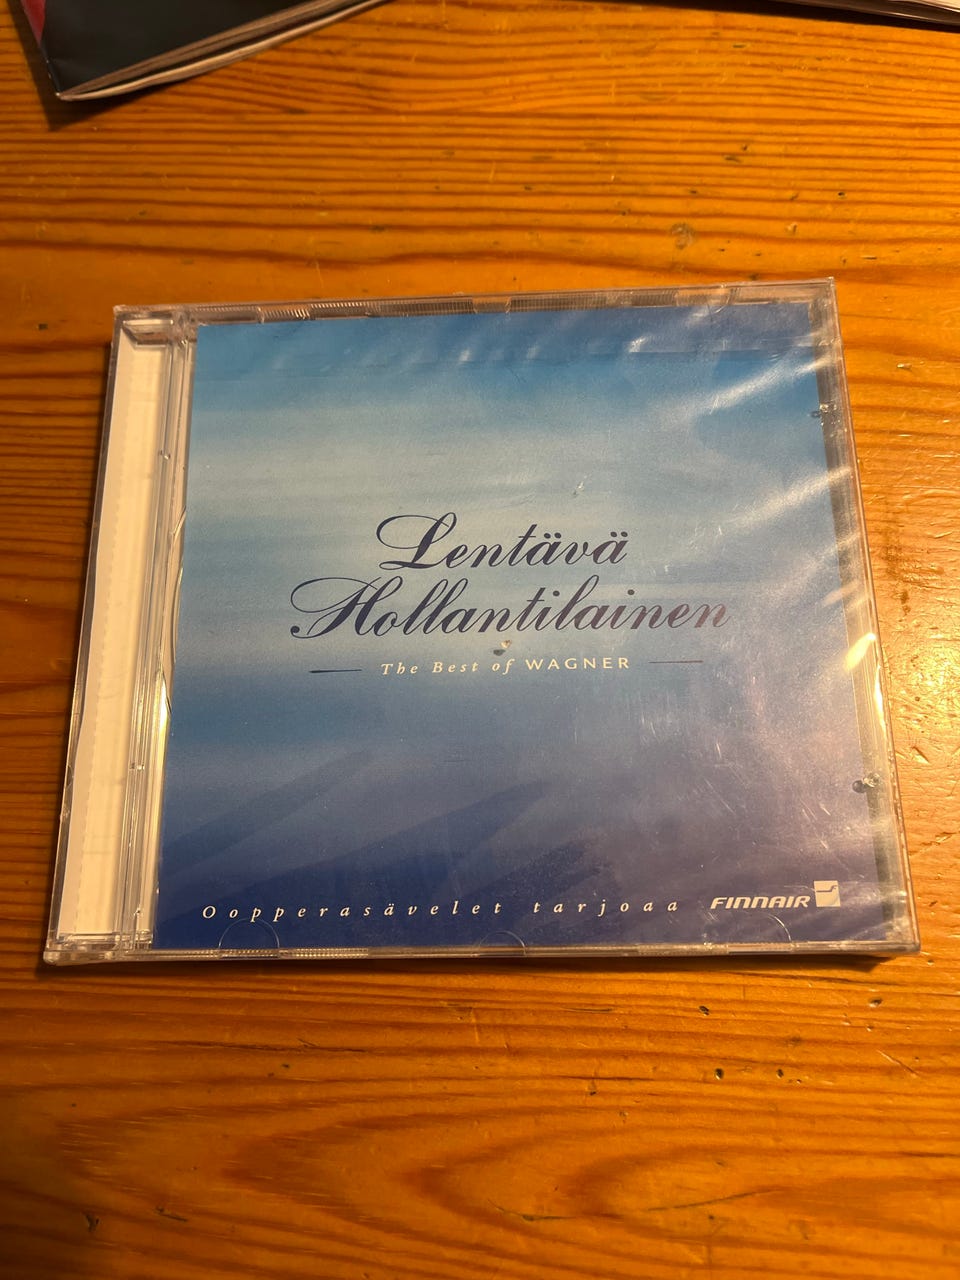 Lentävä
Hollantilainen
The Best of WAGNER
Oopperasävelet tarjoaa FINNAIR